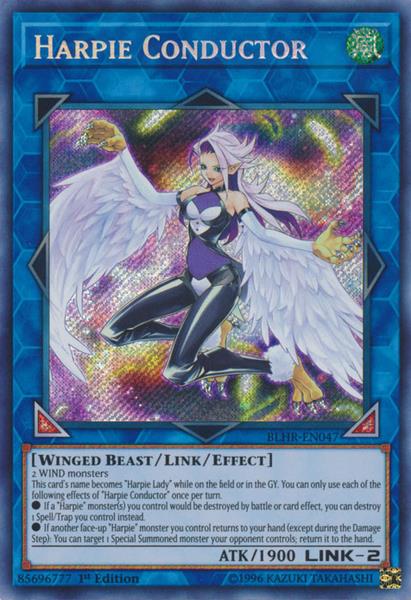 HARPIE CONDUCTOR
BLHR-EN047
[WINGED BEAST/LINK/EFFECT]
2 WIND monsters
This card's name becomes "Harpie Lady" while on the field or in the GY. You can only use each of the
following effects of "Harpie Conductor" once per turn.
● If a "Harpie" monster(s) you control would be destroyed by battle or card effect, you can destroy
1 Spell/Trap you control instead.
● If another face-up "Harpie" monster you control returns to your hand (except during the Damage
Step): You can target 1 Special Summoned monster your opponent controls; return it to the hand.
ATK/1900 LINK-2
85696777 1st Edition ©1996 KAZUKI TAKAHASHI